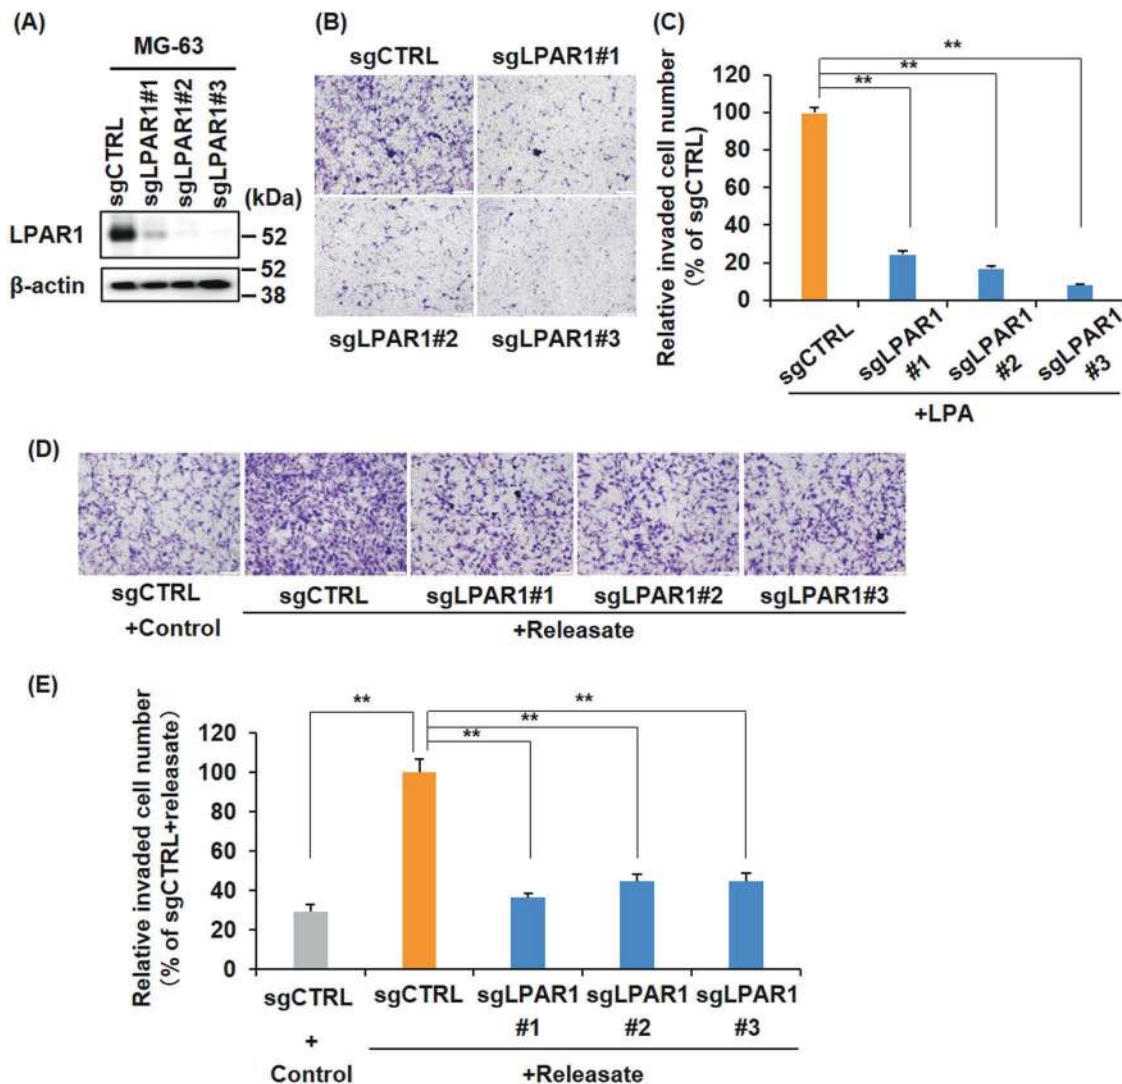 (A)
MG-63
sgCTRL
sgLPAR1#1
sgLPAR1#2
sgLPAR1#3
(kDa)
LPAR1
52
52
β-actin
38
(B)
sgCTRL
sgLPAR1#1
sgLPAR1#2
sgLPAR1#3
(C)
Relative invaded cell number
(% of sgCTRL)
**
**
**
120
100
80
60
40
20
0
sgCTRL
sgLPAR1
#1
sgLPAR1
#2
sgLPAR1
#3
+LPA
(D)
sgCTRL
sgCTRL
sgLPAR1#1
sgLPAR1#2
sgLPAR1#3
+Control
+Releasate
(E)
Relative invaded cell number
(% of sgCTRL+releasate)
**
**
**
**
120
100
80
60
40
20
0
sgCTRL
+
Control
sgCTRL
sgLPAR1
#1
sgLPAR1
#2
sgLPAR1
#3
+Releasate